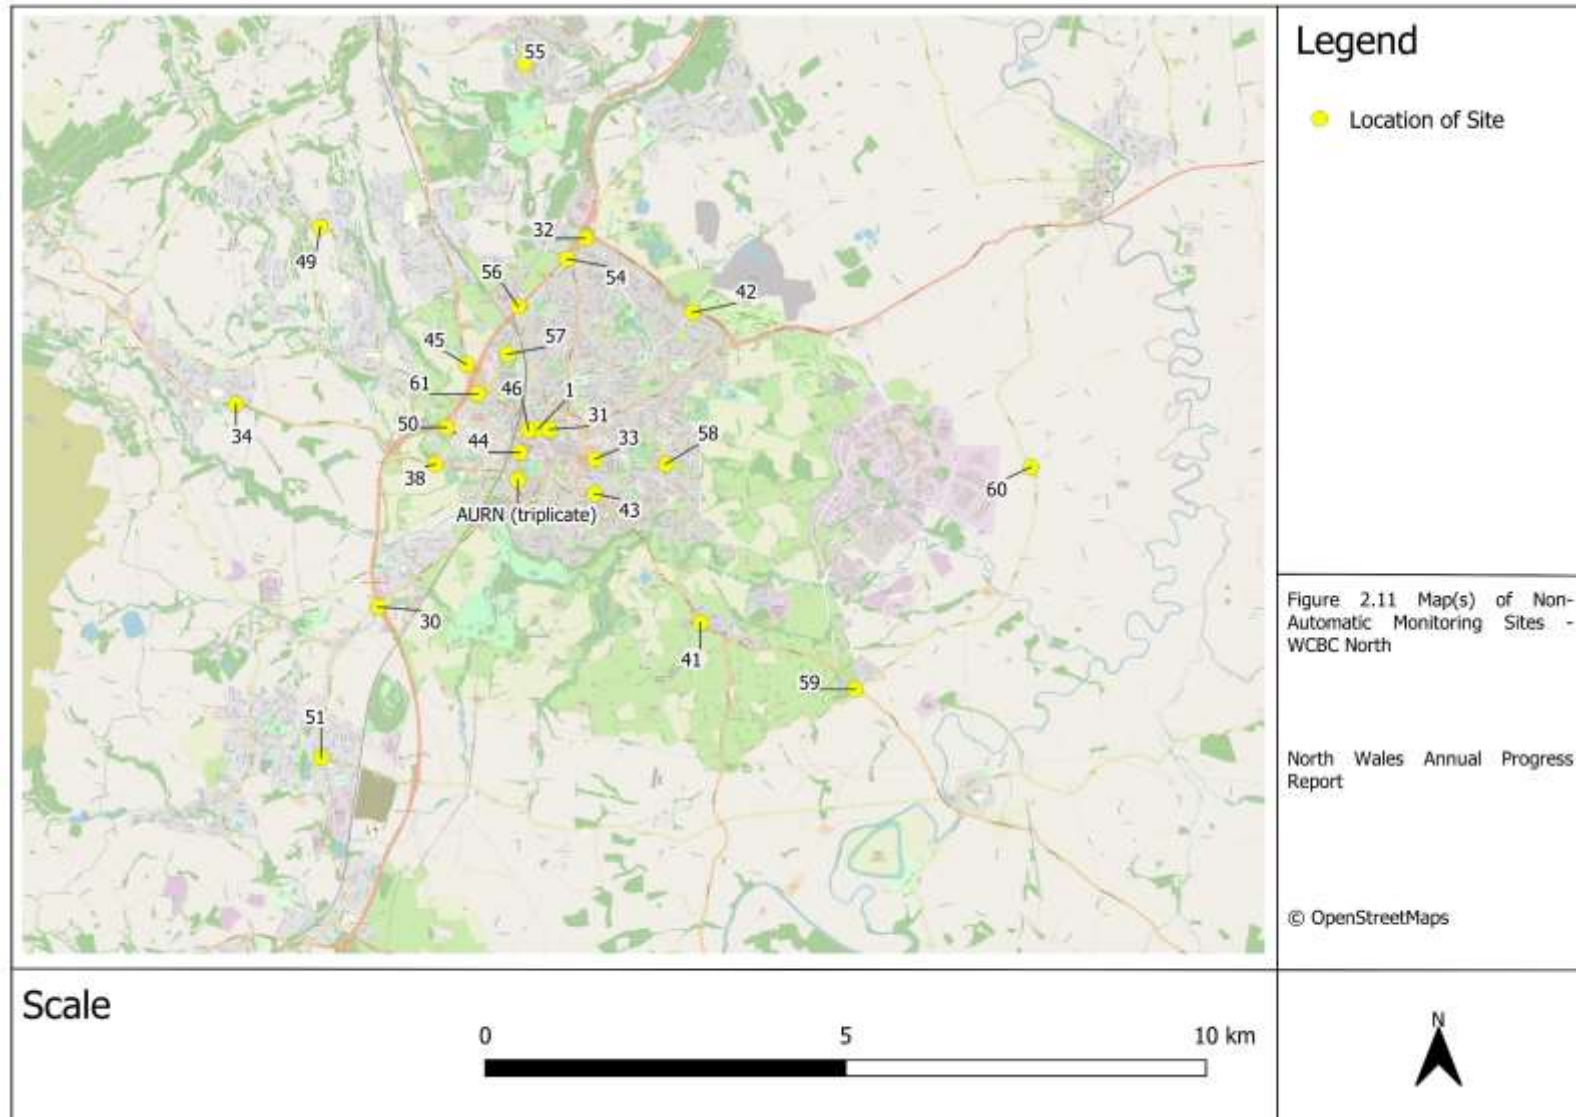 Legend
Location of Site
55
49
32
54
56
42
57
45
61
46
1
31
50
34
44
33
58
38
60
AURN (triplicate)
43
30
41
59
51
Figure 2.11 Map(s) of Non-
Automatic Monitoring Sites -
WCBC North
North Wales Annual Progress
Report
© OpenStreetMaps
Scale
0
5
10 km
N